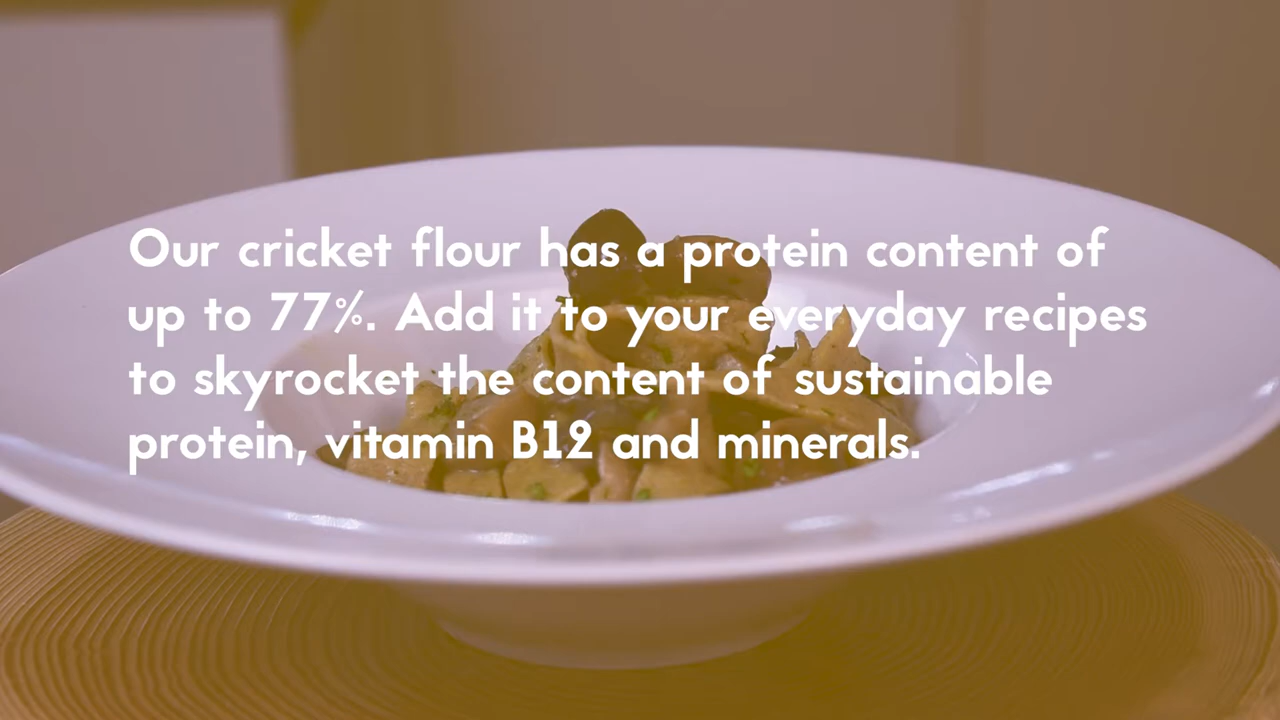 Our cricket flour has a protein content of
up to 77%. Add it to your everyday recipes
to skyrocket the content of sustainable
protein, vitamin B12 and minerals.